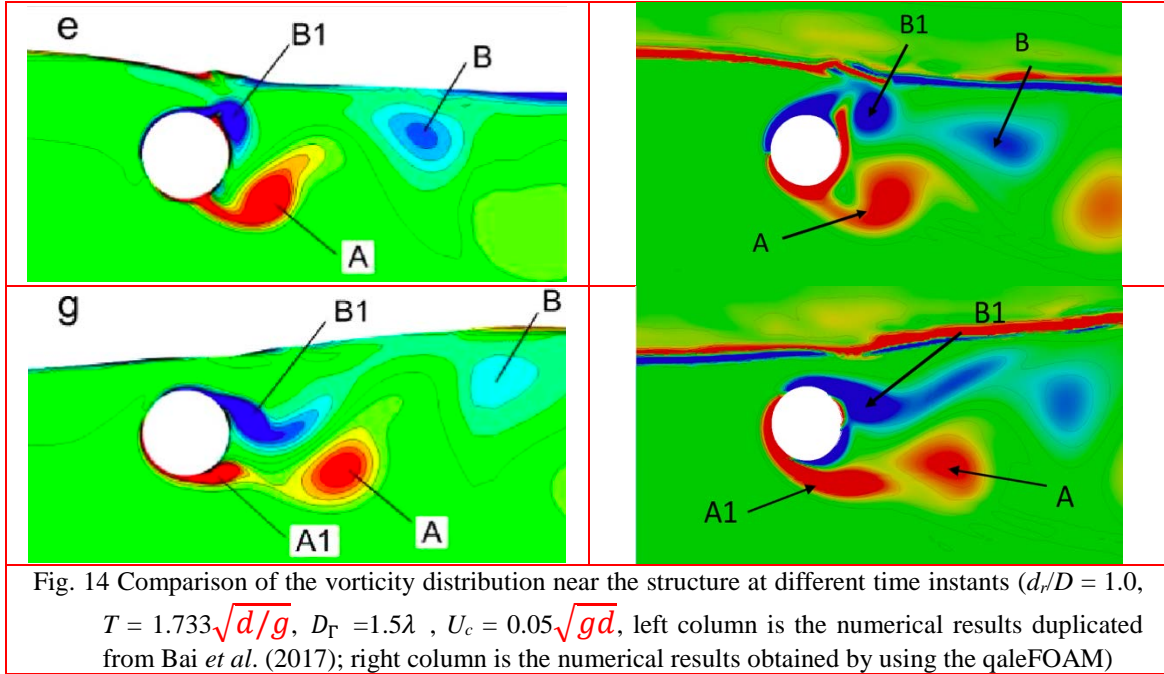 e
B1
B
A
B1
B
A
g
B1
B
A1
A
B1
A1
A
Fig. 14 Comparison of the vorticity distribution near the structure at different time instants (dᵣ/D = 1.0,
T = 1.733√d/g, D_Γ =1.5λ , U_c = 0.05√gd, left column is the numerical results duplicated
from Bai et al. (2017); right column is the numerical results obtained by using the qaleFOAM)